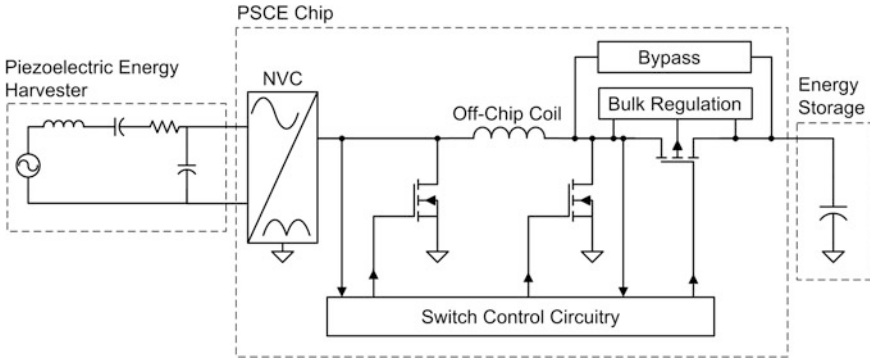 PSCE Chip
Piezoelectric Energy
Harvester
NVC
Bypass
Energy
Storage
Bulk Regulation
Off-Chip Coil
Switch Control Circuitry